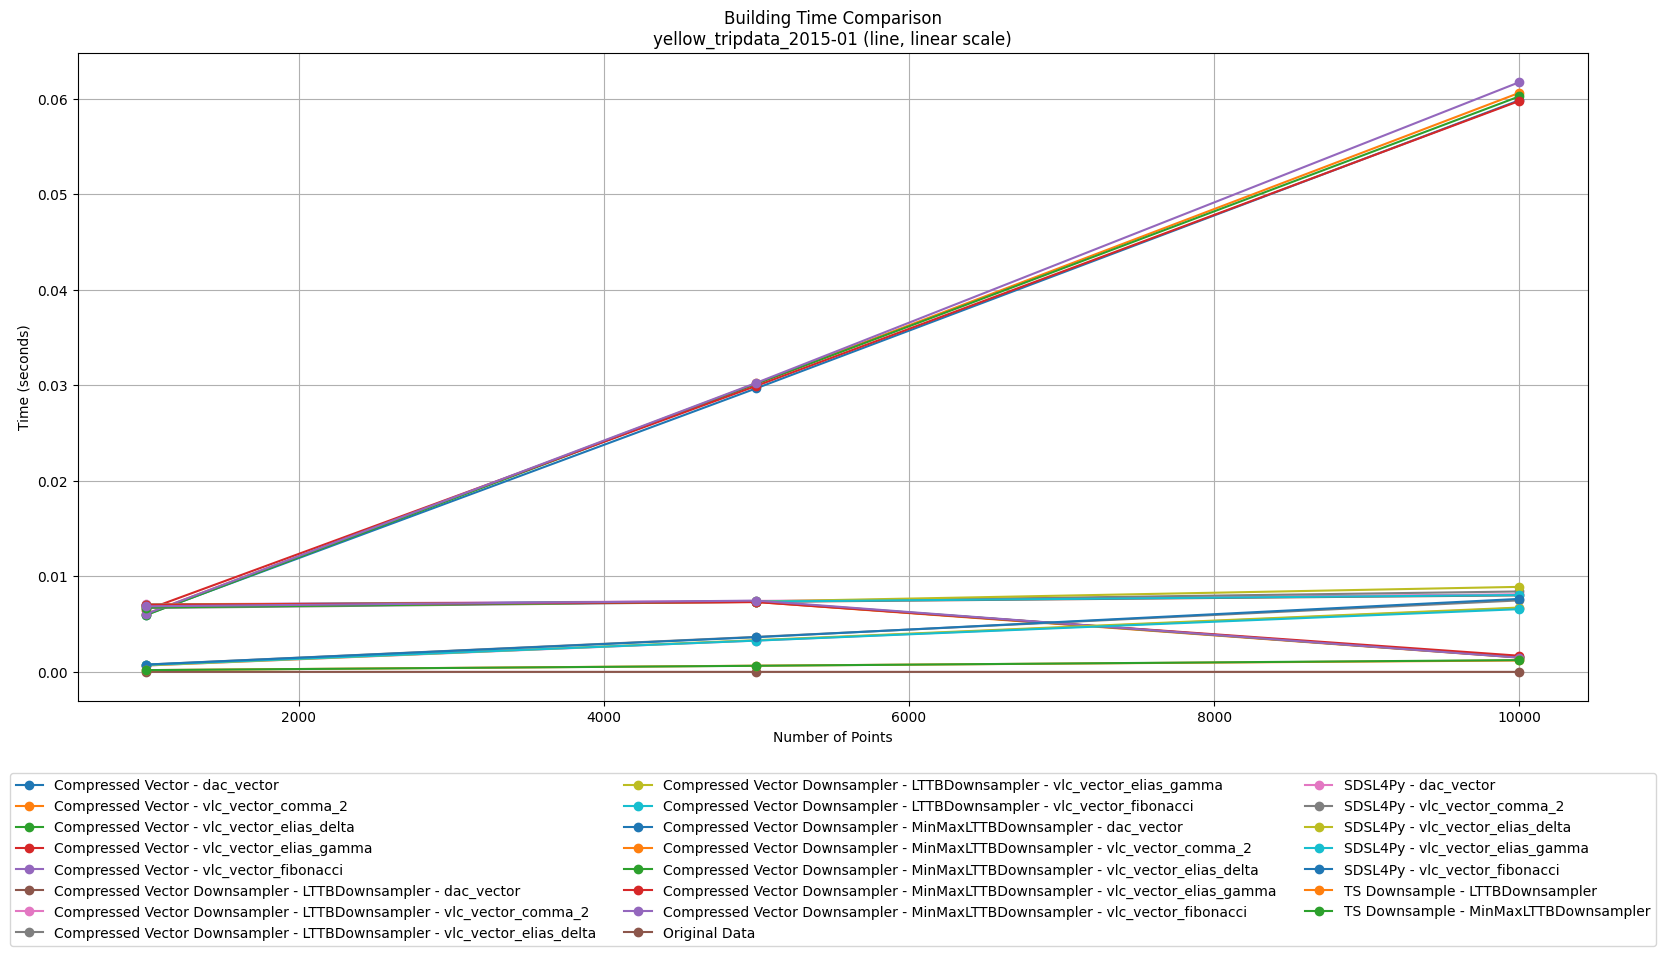 Building Time Comparison
yellow_tripdata_2015-01 (line, linear scale)
Time (seconds)
0.06
0.05
0.04
0.03
0.02
0.01
0.00
2000
4000
6000
8000
10000
Number of Points
Compressed Vector - dac_vector
Compressed Vector - vlc_vector_comma_2
Compressed Vector - vlc_vector_elias_delta
Compressed Vector - vlc_vector_elias_gamma
Compressed Vector - vlc_vector_fibonacci
Compressed Vector Downsampler - LTTBDownsampler - dac_vector
Compressed Vector Downsampler - LTTBDownsampler - vlc_vector_comma_2
Compressed Vector Downsampler - LTTBDownsampler - vlc_vector_elias_delta
Compressed Vector Downsampler - LTTBDownsampler - vlc_vector_elias_gamma
Compressed Vector Downsampler - LTTBDownsampler - vlc_vector_fibonacci
Compressed Vector Downsampler - MinMaxLTTBDownsampler - dac_vector
Compressed Vector Downsampler - MinMaxLTTBDownsampler - vlc_vector_comma_2
Compressed Vector Downsampler - MinMaxLTTBDownsampler - vlc_vector_elias_delta
Compressed Vector Downsampler - MinMaxLTTBDownsampler - vlc_vector_elias_gamma
Compressed Vector Downsampler - MinMaxLTTBDownsampler - vlc_vector_fibonacci
Original Data
SDSL4Py - dac_vector
SDSL4Py - vlc_vector_comma_2
SDSL4Py - vlc_vector_elias_delta
SDSL4Py - vlc_vector_elias_gamma
SDSL4Py - vlc_vector_fibonacci
TS Downsample - LTTBDownsampler
TS Downsample - MinMaxLTTBDownsampler